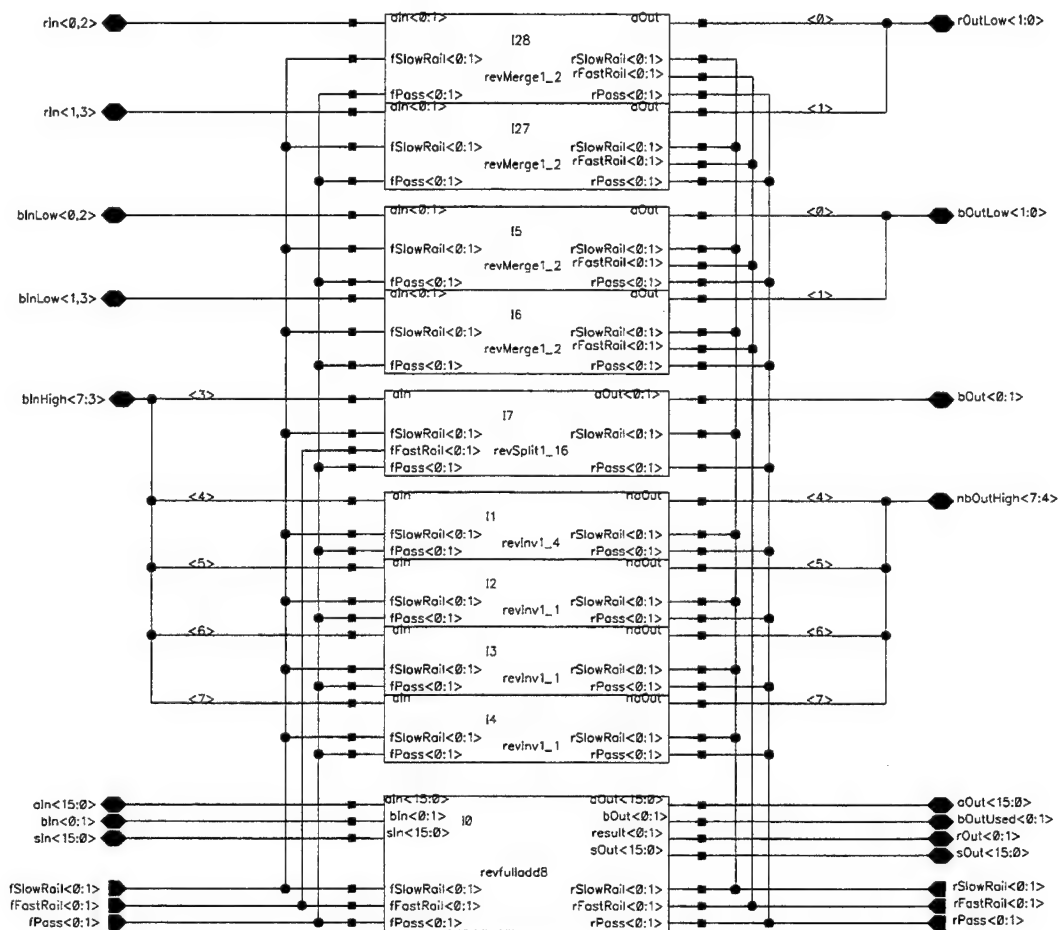 rIn<0,2> aIn<0:1> aOut <0> rOutLow<1:0>
I28
fSlowRail<0:1> rSlowRail<0:1>
revMerge1_2 rFastRail<0:1>
fPass<0:1> rPass<0:1>
rIn<1,3> aIn<0:1> aOut <1>
I27
fSlowRail<0:1> rSlowRail<0:1>
revMerge1_2 rFastRail<0:1>
fPass<0:1> rPass<0:1>
bInLow<0,2> aIn<0:1> aOut <0> bOutLow<1:0>
I5
fSlowRail<0:1> rSlowRail<0:1>
revMerge1_2 rFastRail<0:1>
fPass<0:1> rPass<0:1>
bInLow<1,3> aIn<0:1> aOut <1>
I6
fSlowRail<0:1> rSlowRail<0:1>
revMerge1_2 rFastRail<0:1>
fPass<0:1> rPass<0:1>
bInHigh<7:3> <3> aIn aOut<0:1> bOut<0:1>
I7
fSlowRail<0:1> rSlowRail<0:1>
fFastRail<0:1> revSplit1_16
fPass<0:1> rPass<0:1>
<4> aIn naOut <4> nbOutHigh<7:4>
I1
fSlowRail<0:1> revInv1_4 rSlowRail<0:1>
fPass<0:1> rPass<0:1>
<5> aIn naOut <5>
I2
fSlowRail<0:1> revInv1_1 rSlowRail<0:1>
fPass<0:1> rPass<0:1>
<6> aIn naOut <6>
I3
fSlowRail<0:1> revInv1_1 rSlowRail<0:1>
fPass<0:1> rPass<0:1>
<7> aIn naOut <7>
I4
fSlowRail<0:1> revInv1_1 rSlowRail<0:1>
fPass<0:1> rPass<0:1>
aIn<15:0> aIn<15:0> aOut<15:0> aOut<15:0>
bIn<0:1> bIn<0:1> I0 bOut<0:1> bOutUsed<0:1>
sIn<15:0> sIn<15:0> result<0:1> rOut<0:1>
sOut<15:0> sOut<15:0>
revfulladd8
fSlowRail<0:1> fSlowRail<0:1> rSlowRail<0:1> rSlowRail<0:1>
fFastRail<0:1> fFastRail<0:1> rFastRail<0:1> rFastRail<0:1>
fPass<0:1> fPass<0:1> rPass<0:1> rPass<0:1>